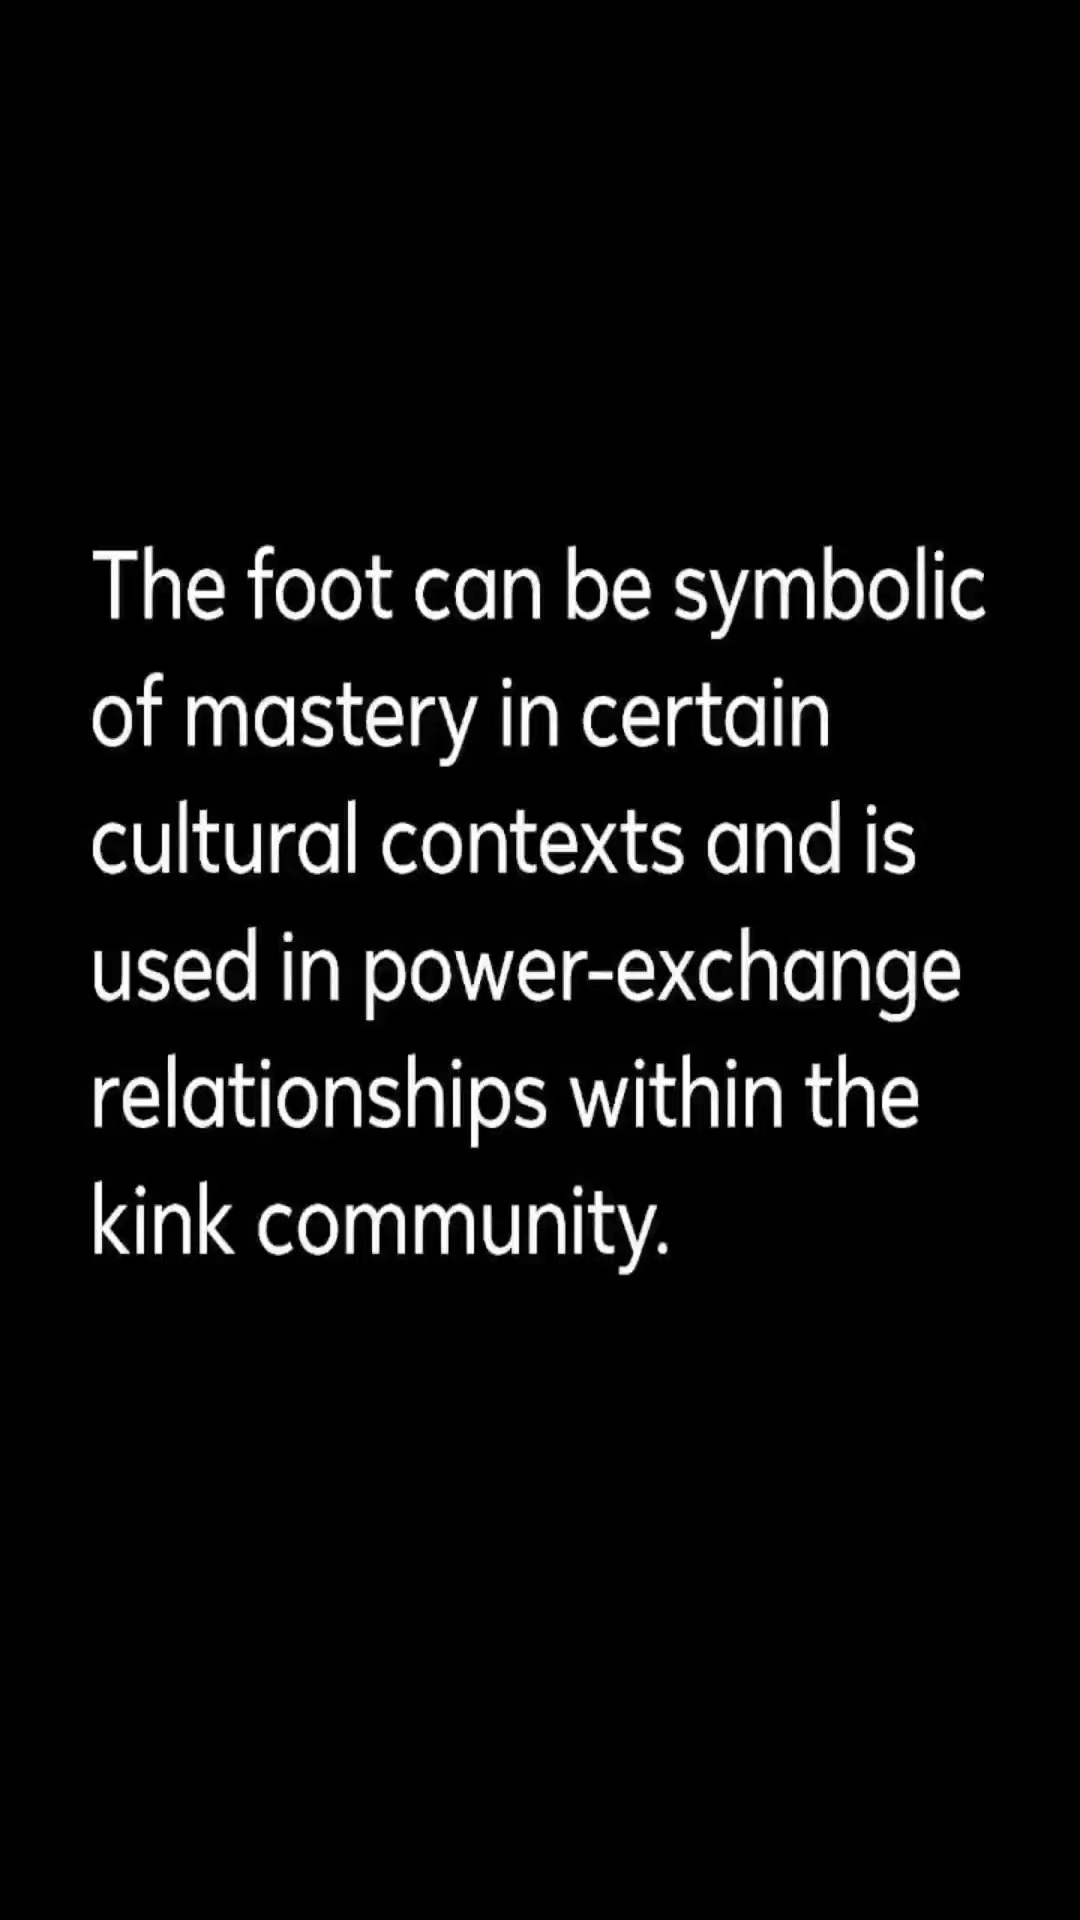 The foot can be symbolic
of mastery in certain
cultural contexts and is
used in power-exchange
relationships within the
kink community.